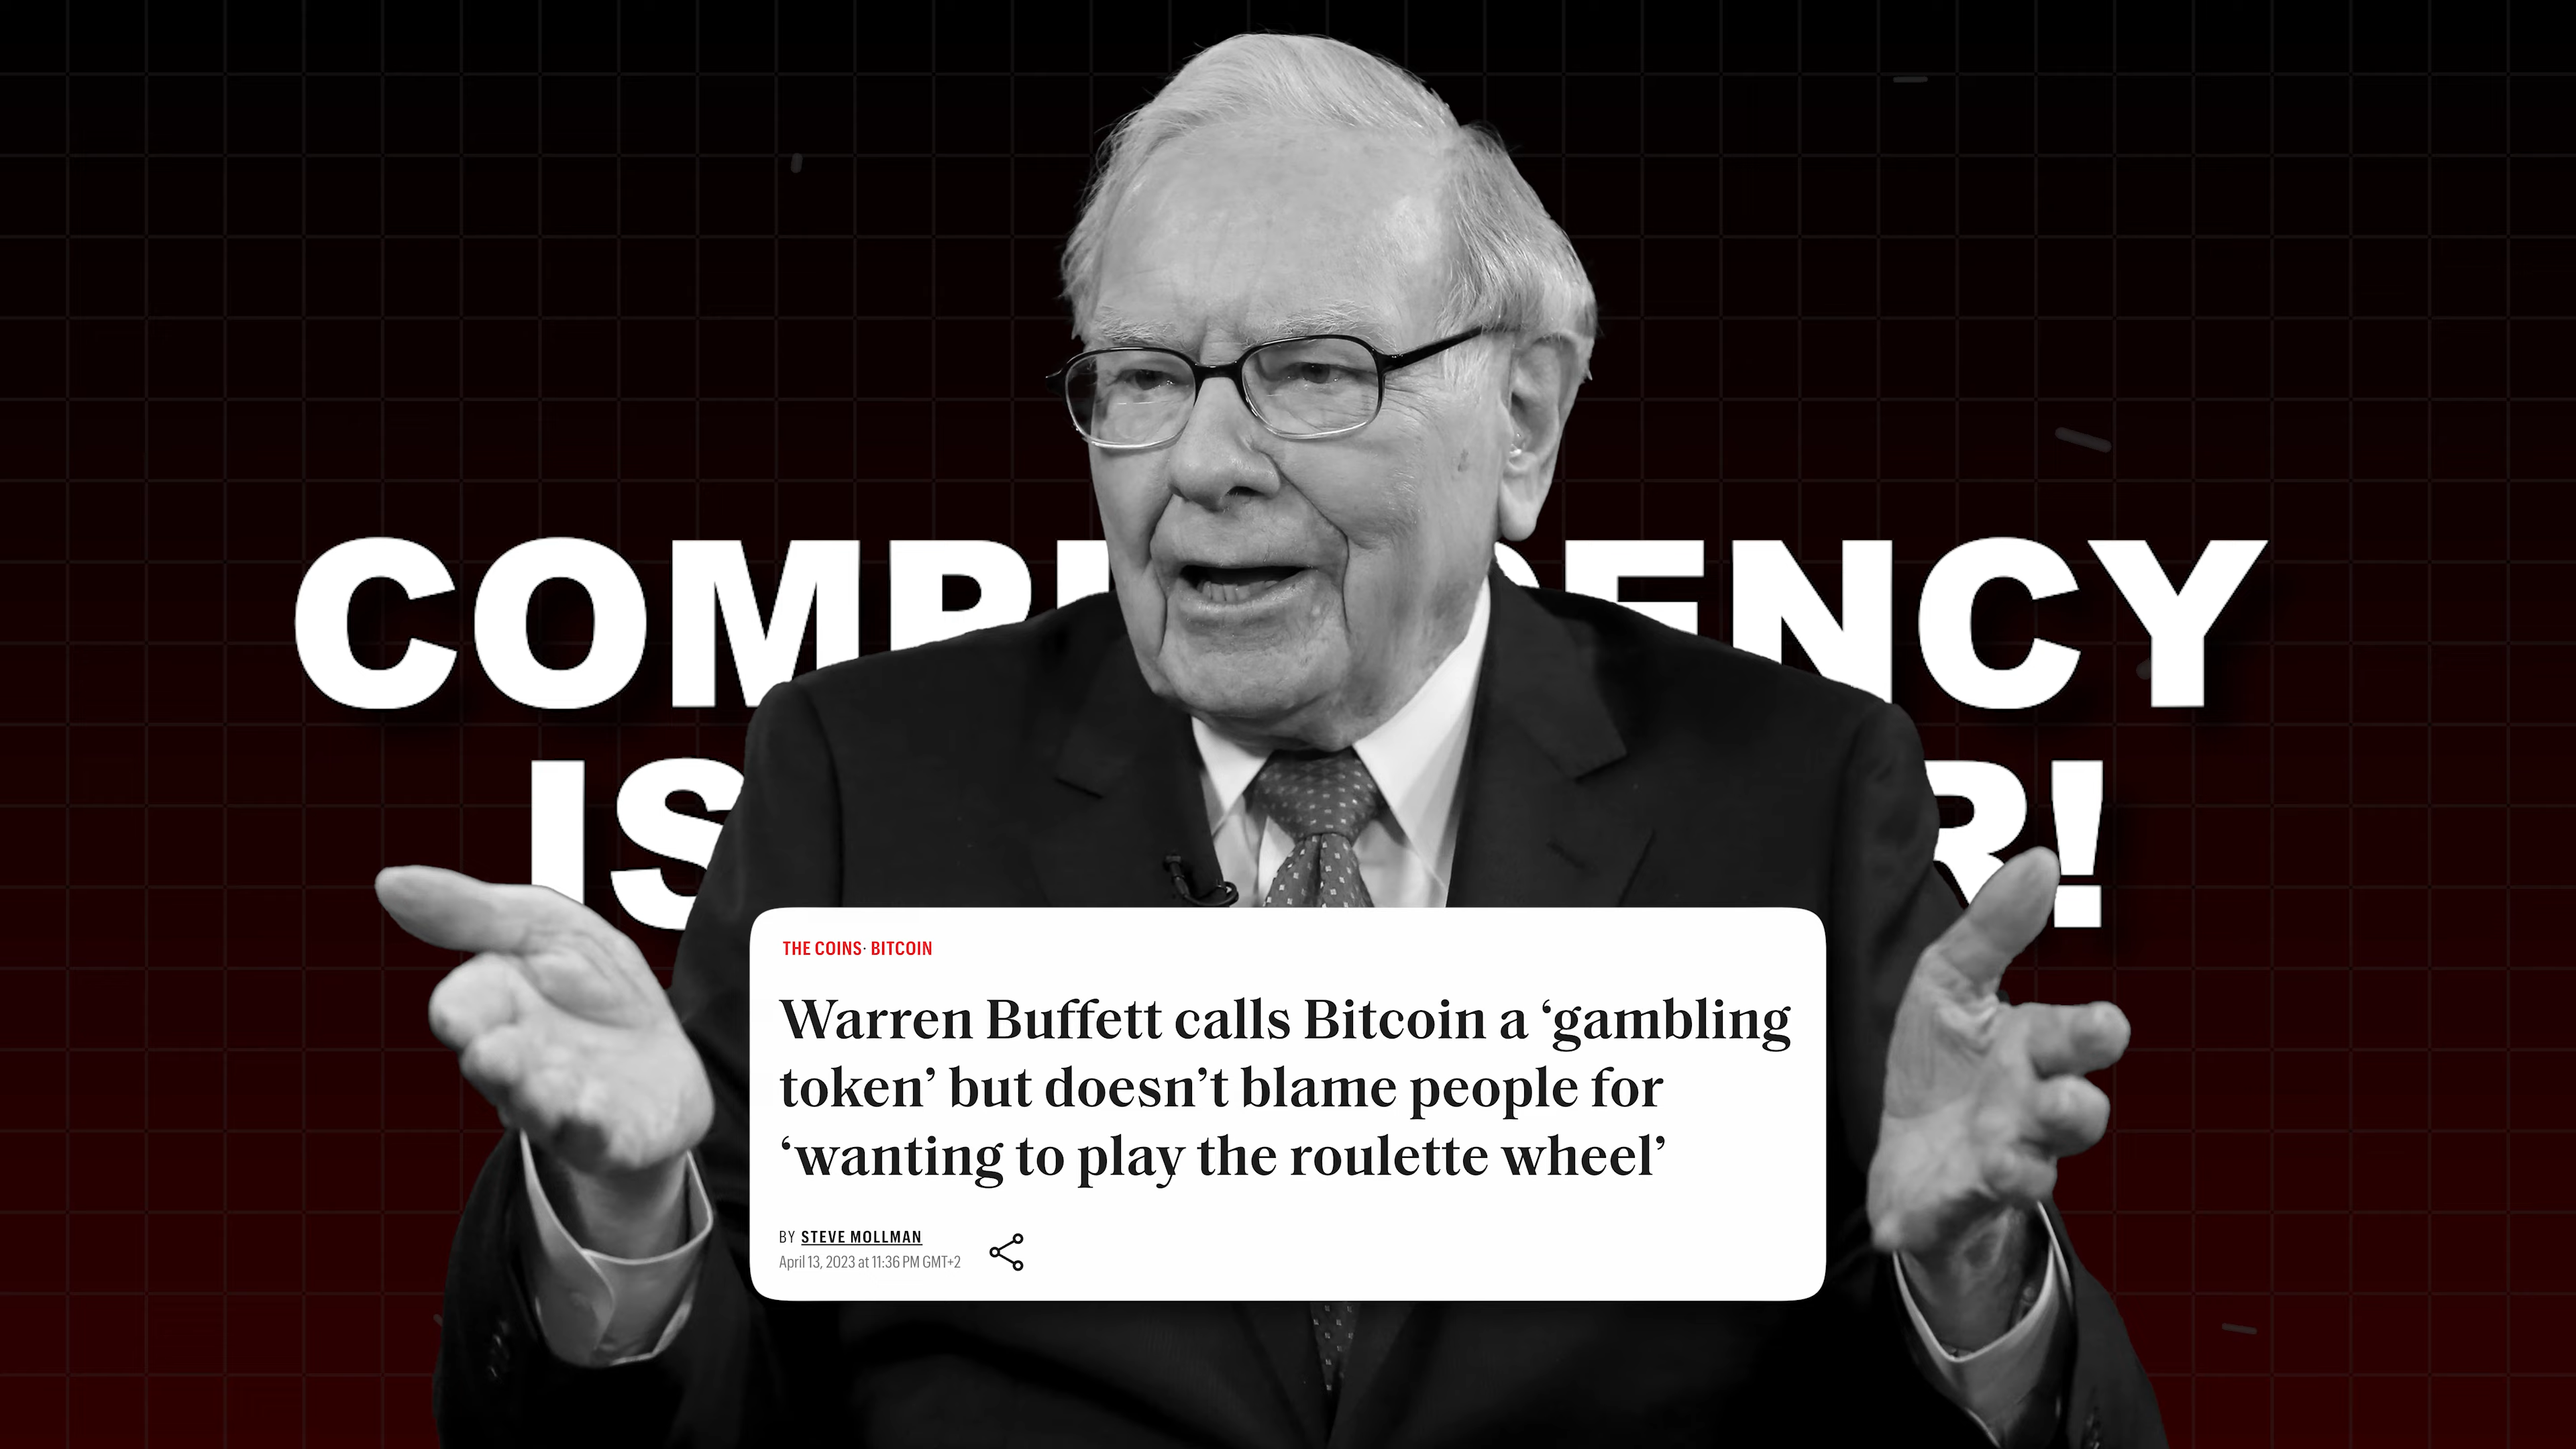 IS
THE COINS· BITCOIN
Warren Buffett calls Bitcoin a ‘gambling
token’ but doesn’t blame people for
‘wanting to play the roulette wheel’
BY STEVE MOLLMAN
April 13, 2023 at 11:36 PM GMT+2